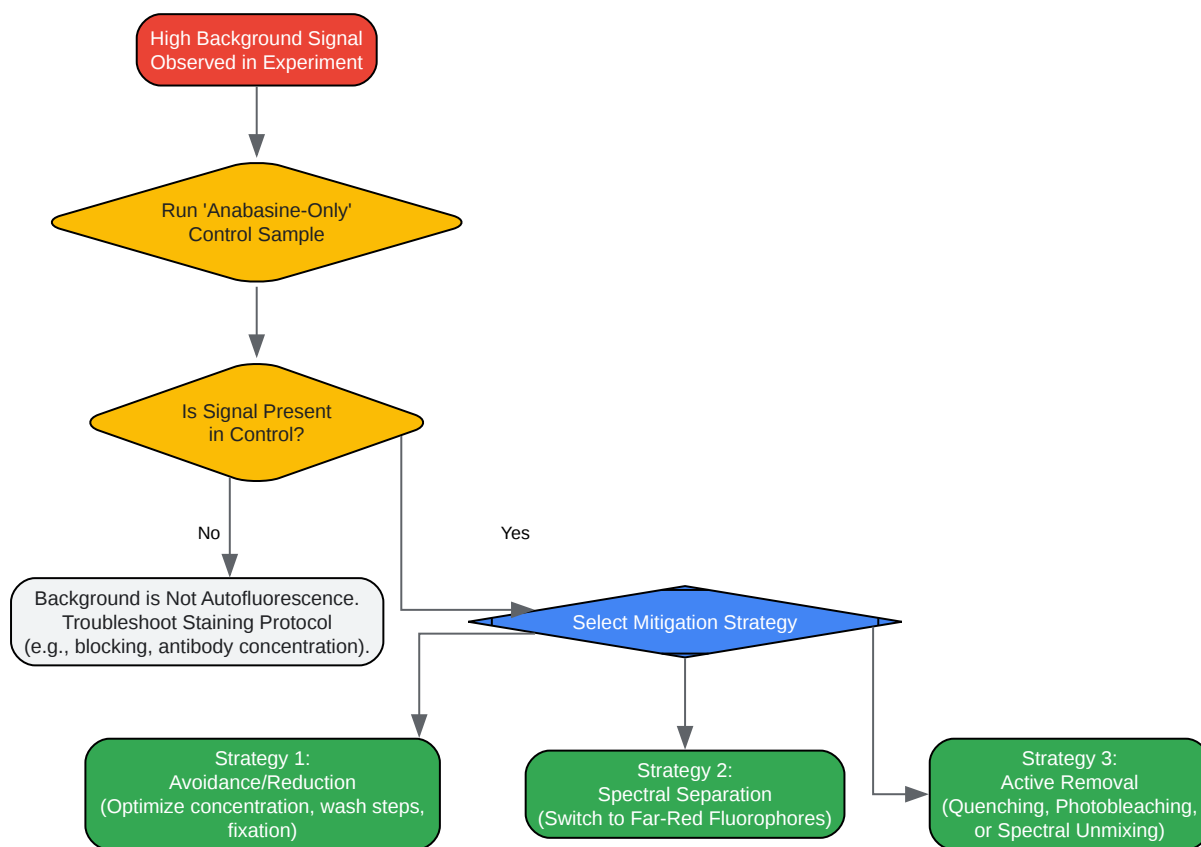 High Background Signal
Observed in Experiment
Run 'Anabasine-Only'
Control Sample
Is Signal Present
in Control?
No
Yes
Background is Not Autofluorescence.
Troubleshoot Staining Protocol
(e.g., blocking, antibody concentration).
Select Mitigation Strategy
Strategy 1:
Avoidance/Reduction
(Optimize concentration, wash steps,
fixation)
Strategy 2:
Spectral Separation
(Switch to Far-Red Fluorophores)
Strategy 3:
Active Removal
(Quenching, Photobleaching,
or Spectral Unmixing)